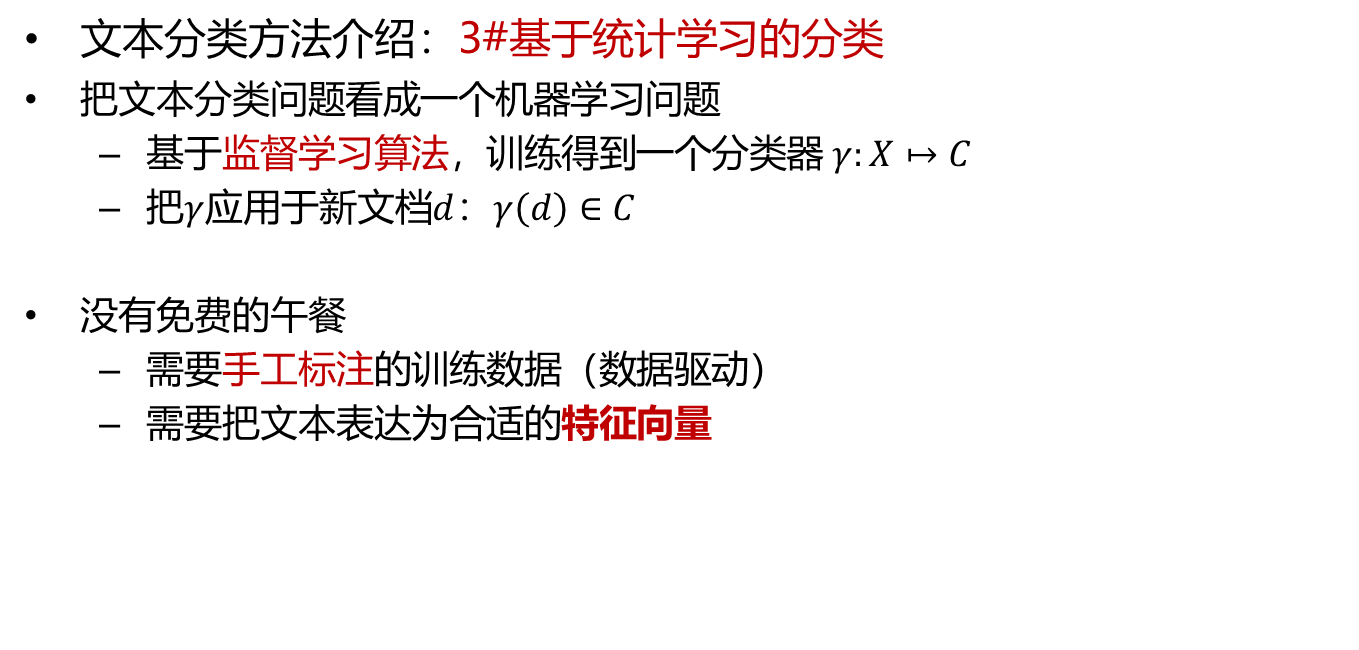 • 文本分类方法介绍：3#基于统计学习的分类
• 把文本分类问题看成一个机器学习问题
– 基于监督学习算法，训练得到一个分类器 γ: X ↦ C
– 把γ应用于新文档d：γ(d) ∈ C
• 没有免费的午餐
– 需要手工标注的训练数据（数据驱动）
– 需要把文本表达为合适的特征向量